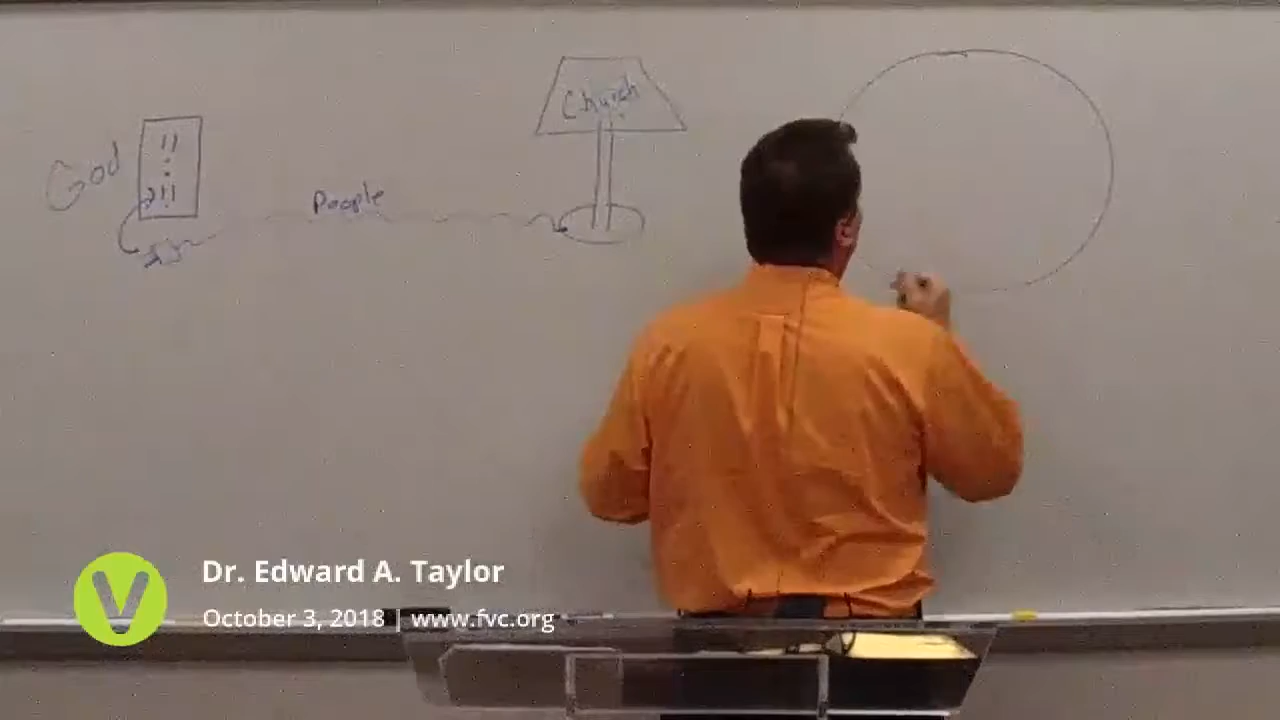 God
People
Church
V
Dr. Edward A. Taylor
October 3, 2018 | www.fvc.org